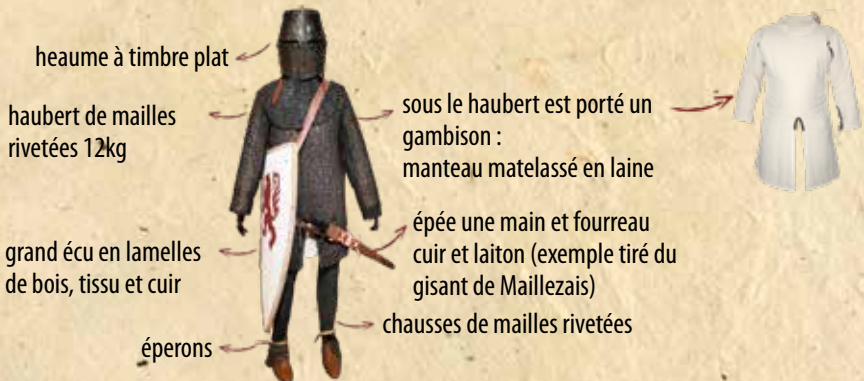 heaume à timbre plat
haubert de mailles
rivetées 12kg
sous le haubert est porté un
gambison :
manteau matelassé en laine
grand écu en lamelles
de bois, tissu et cuir
épée une main et fourreau
cuir et laiton (exemple tiré du
gisant de Maillezais)
chausses de mailles rivetées
éperons